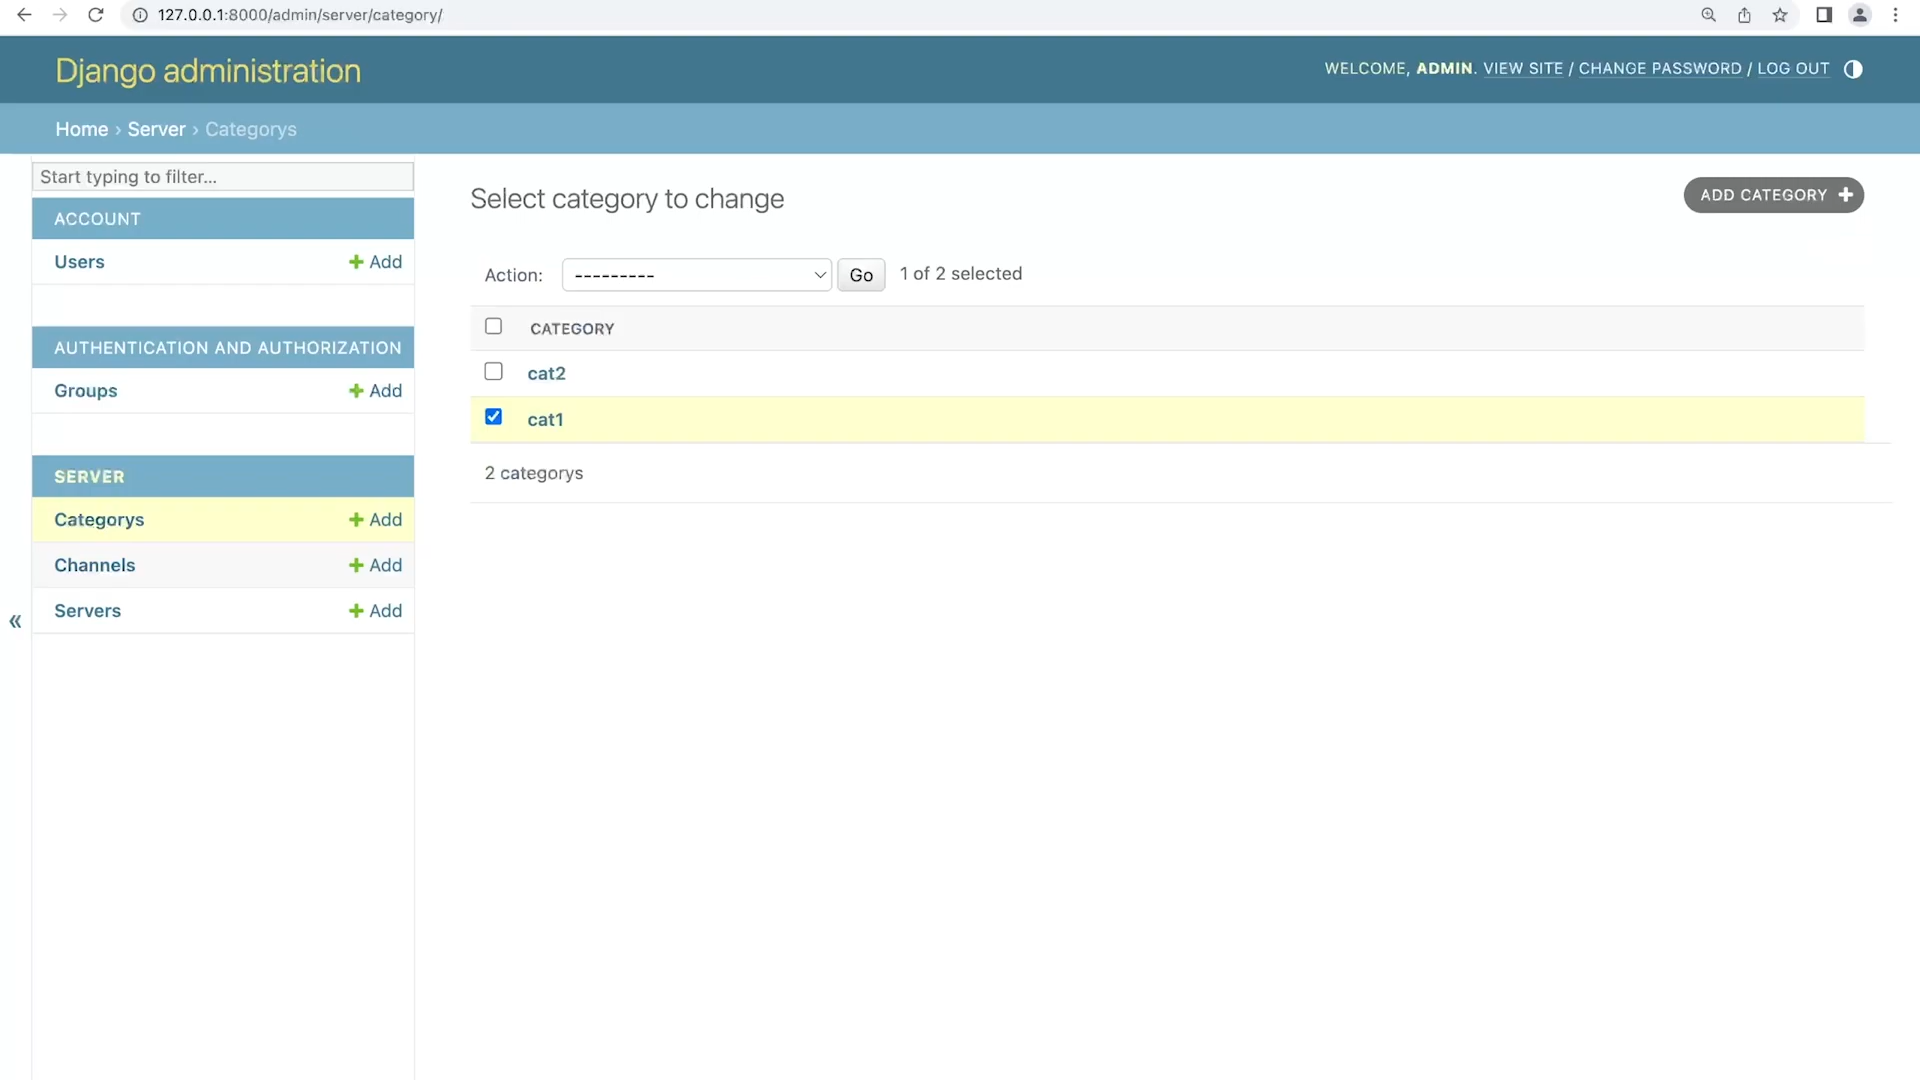 127.0.0.1:8000/admin/server/category/
Django administration
WELCOME, ADMIN. VIEW SITE / CHANGE PASSWORD / LOG OUT
Home › Server › Categorys
Start typing to filter...
ACCOUNT
Users
Add
AUTHENTICATION AND AUTHORIZATION
Groups
Add
SERVER
Categorys
Add
Channels
Add
Servers
Add
«
Select category to change
ADD CATEGORY
Action:
---------
Go
1 of 2 selected
CATEGORY
cat2
cat1
2 categorys